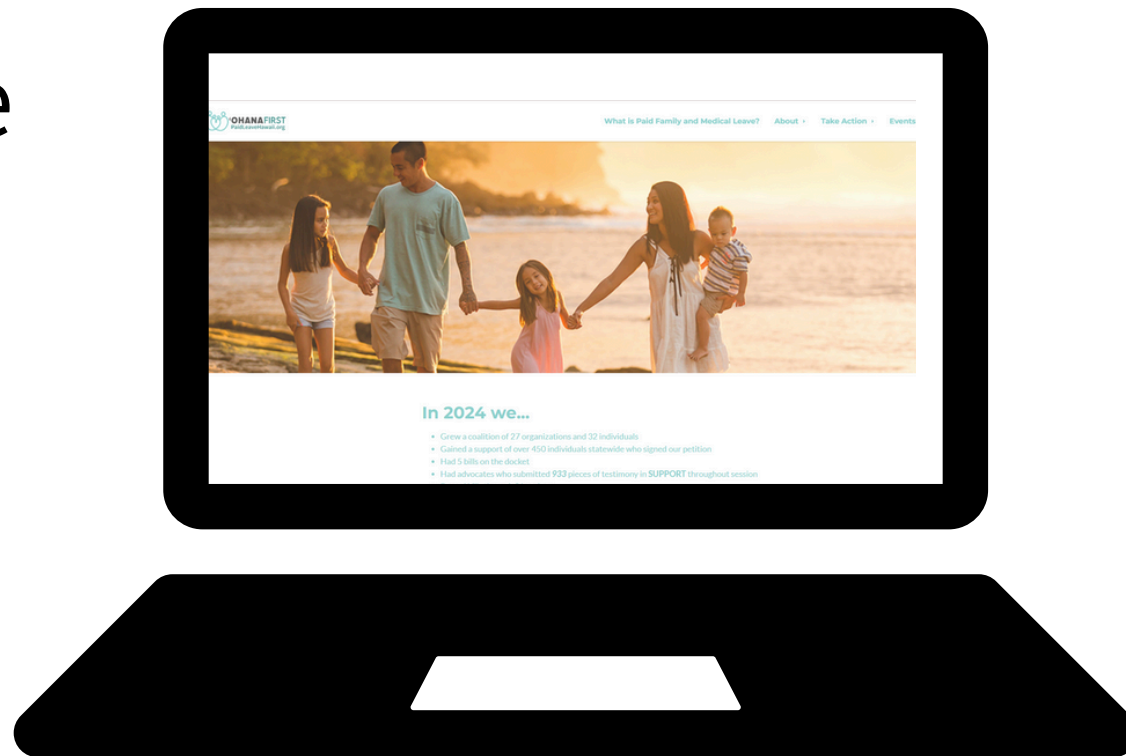 e
‘OHANAFIRST
PaidLeaveHawaii.org
What is Paid Family and Medical Leave? About Take Action Events
In 2024 we...
• Grew a coalition of 27 organizations and 32 individuals
• Gained a support of over 450 individuals statewide who signed our petition
• Had 5 bills on the docket
• Had advocates who submitted 933 pieces of testimony in SUPPORT throughout session